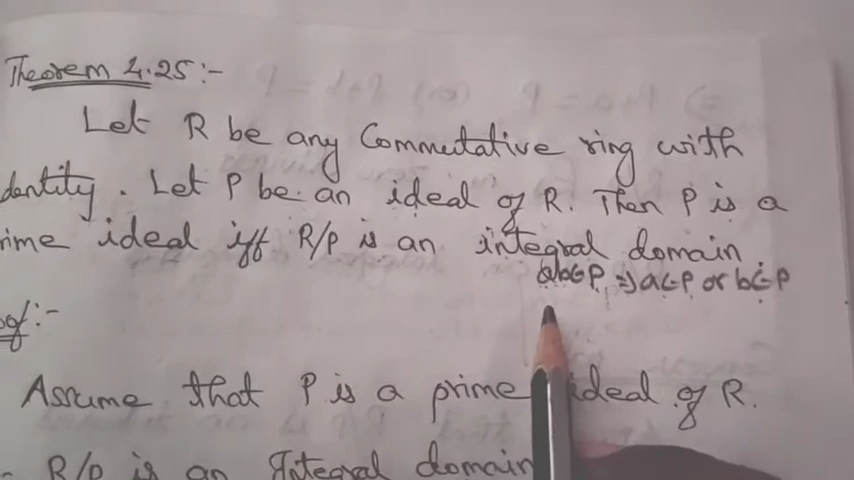 Theorem 4.25:-
Let R be any Commutative ring with
dentity. Let P be an ideal of R. Then P is a
rime ideal iff R/P is an integral domain
ab∈P ⇒ a∈P or b∈P
of:-
Assume that P is a prime ideal of R.
R/P is an Integral domain